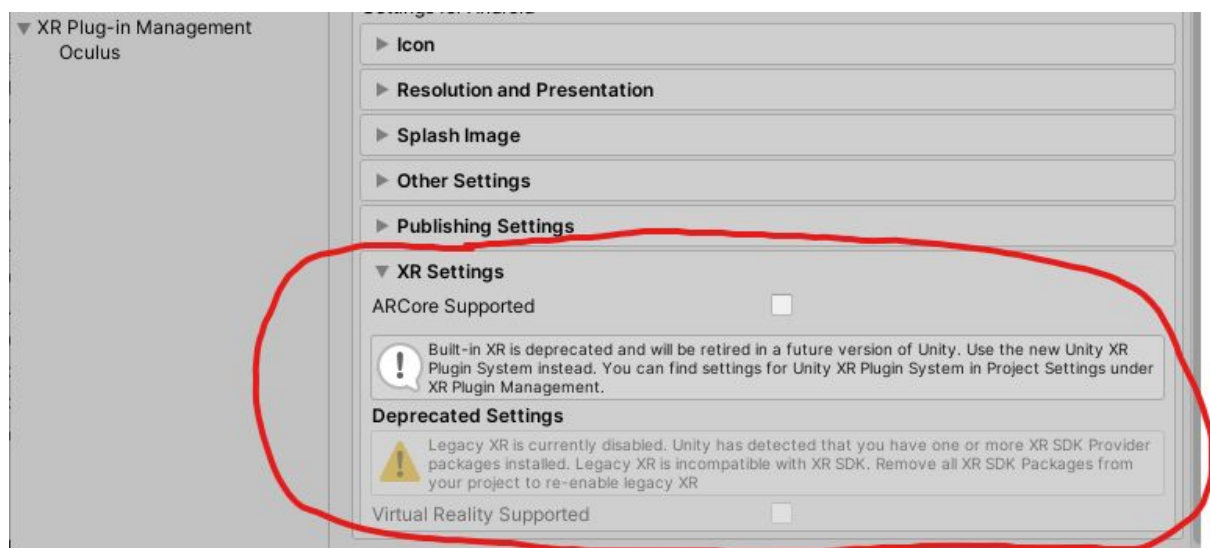 XR Plug-in Management
Oculus
Settings for Android
Icon
Resolution and Presentation
Splash Image
Other Settings
Publishing Settings
XR Settings
ARCore Supported
Built-in XR is deprecated and will be retired in a future version of Unity. Use the new Unity XR
Plugin System instead. You can find settings for Unity XR Plugin System in Project Settings under
XR Plugin Management.
Deprecated Settings
Legacy XR is currently disabled. Unity has detected that you have one or more XR SDK Provider
packages installed. Legacy XR is incompatible with XR SDK. Remove all XR SDK Packages from
your project to re-enable legacy XR
Virtual Reality Supported